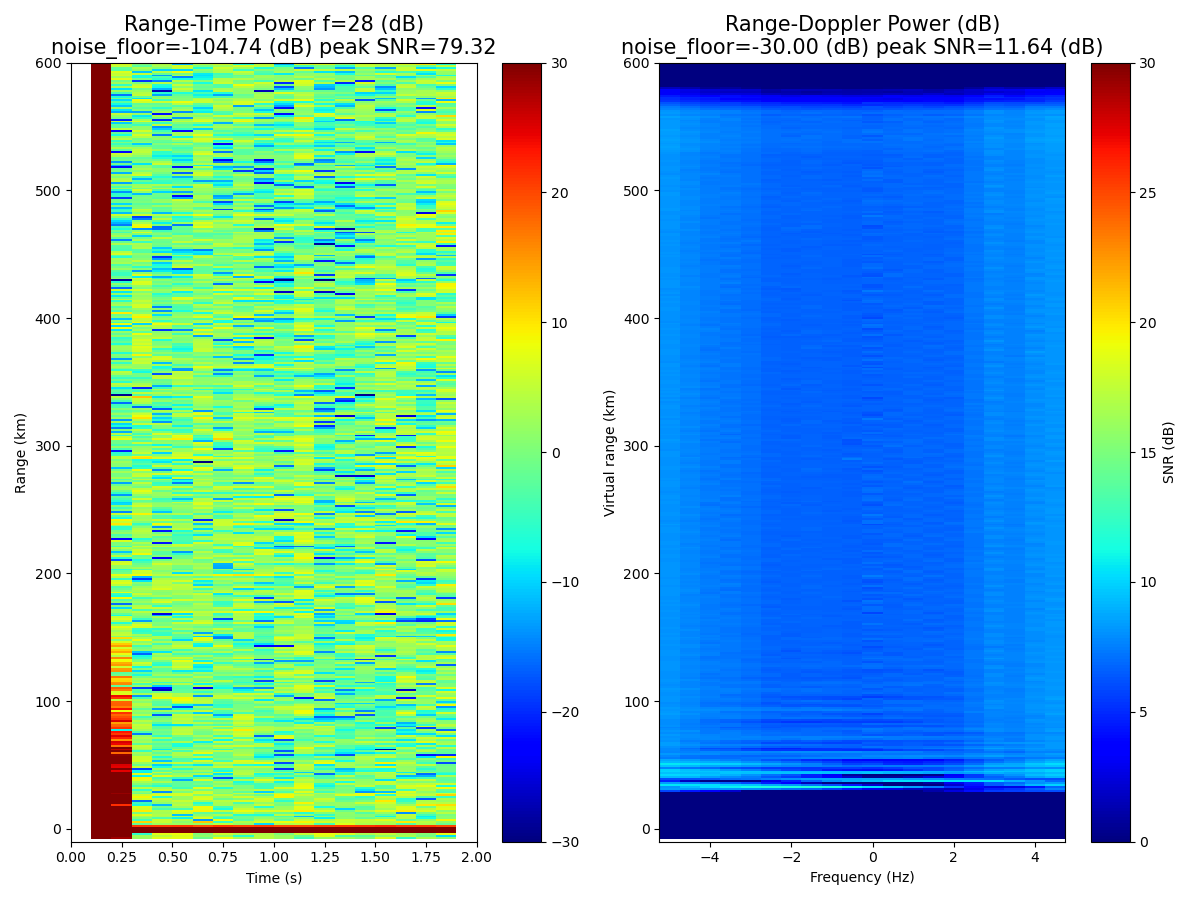 Range-Time Power f=28 (dB)
noise_floor=-104.74 (dB) peak SNR=79.32
Range (km)
600
500
400
300
200
100
0
0.00 0.25 0.50 0.75 1.00 1.25 1.50 1.75 2.00
Time (s)
30
20
10
0
−10
−20
−30
Range-Doppler Power (dB)
noise_floor=-30.00 (dB) peak SNR=11.64 (dB)
Virtual range (km)
600
500
400
300
200
100
0
−4 −2 0 2 4
Frequency (Hz)
30
25
20
15
10
5
0
SNR (dB)